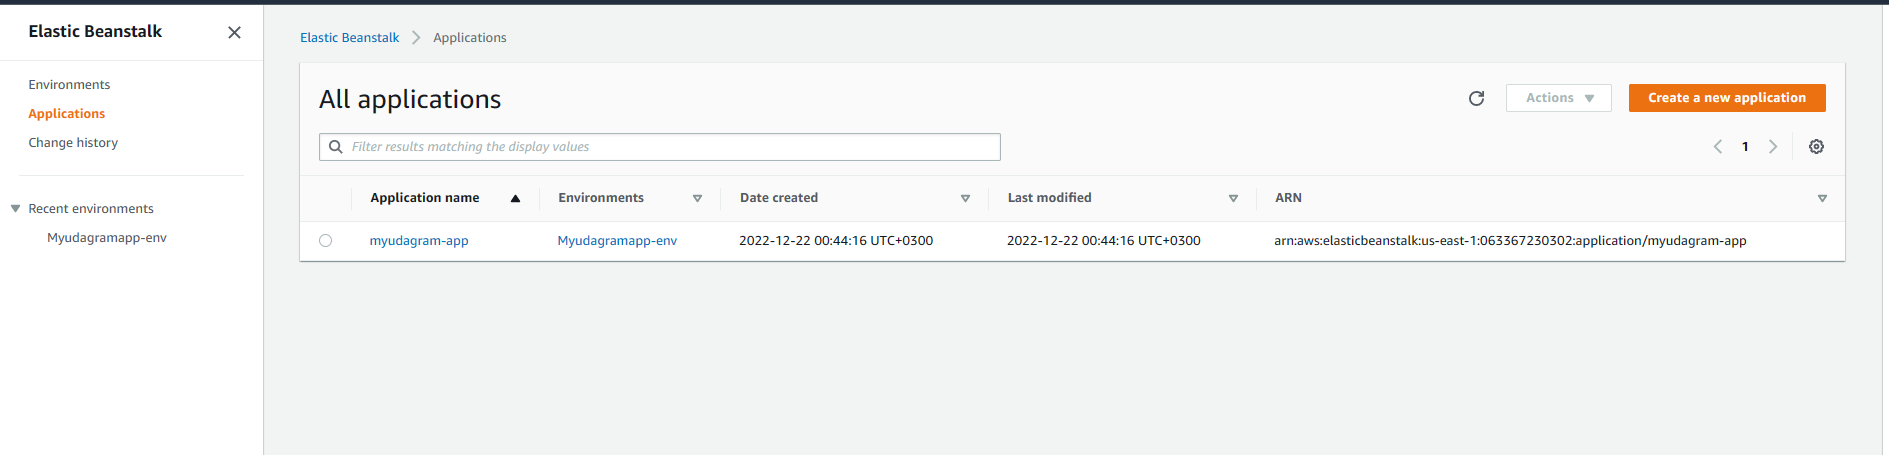 Elastic Beanstalk
Environments
Applications
Change history
Recent environments
Myudagramapp-env
Elastic Beanstalk Applications
All applications
Actions
Create a new application
Filter results matching the display values
1
Application name Environments Date created Last modified ARN
myudagram-app Myudagramapp-env 2022-12-22 00:44:16 UTC+0300 2022-12-22 00:44:16 UTC+0300 arn:aws:elasticbeanstalk:us-east-1:063367230302:application/myudagram-app